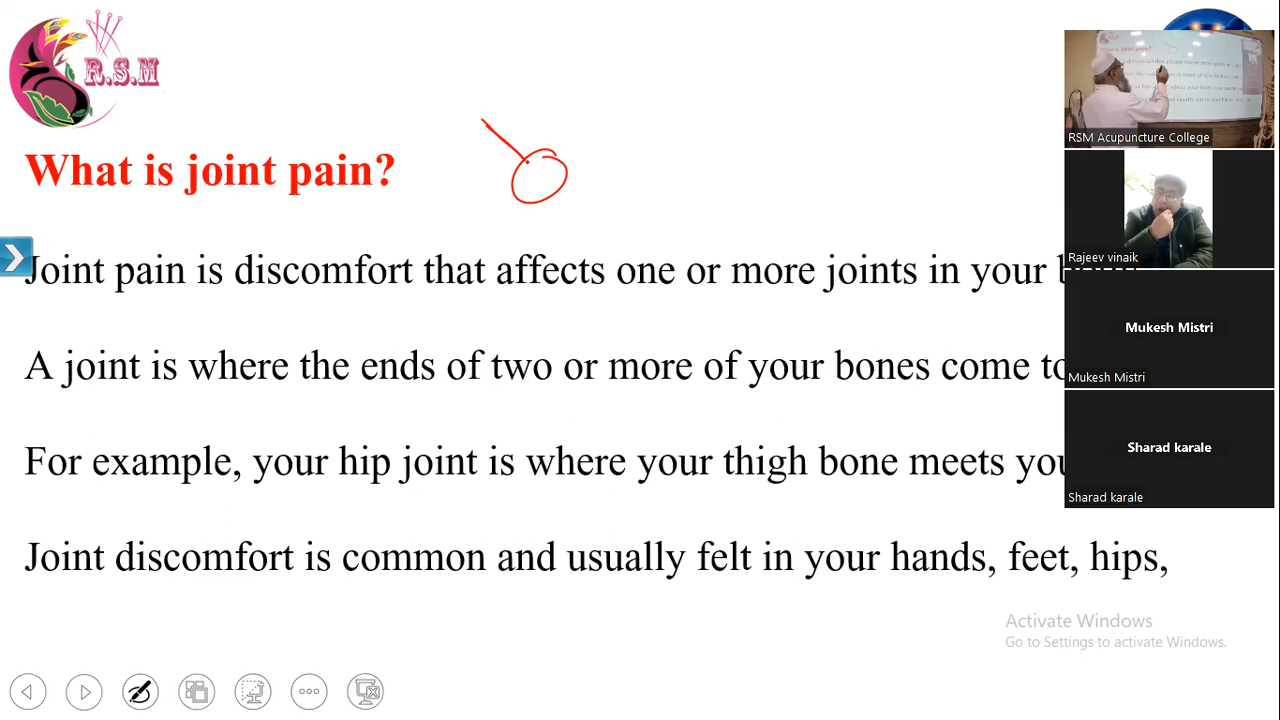 R.S.M
What is joint pain?
Joint pain is discomfort that affects one or more joints in your
A joint is where the ends of two or more of your bones come to
For example, your hip joint is where your thigh bone meets you
Joint discomfort is common and usually felt in your hands, feet, hips,
RSM Acupuncture College
Rajeev vinaik
Mukesh Mistri
Mukesh Mistri
Sharad karale
Sharad karale
Activate Windows
Go to Settings to activate Windows.